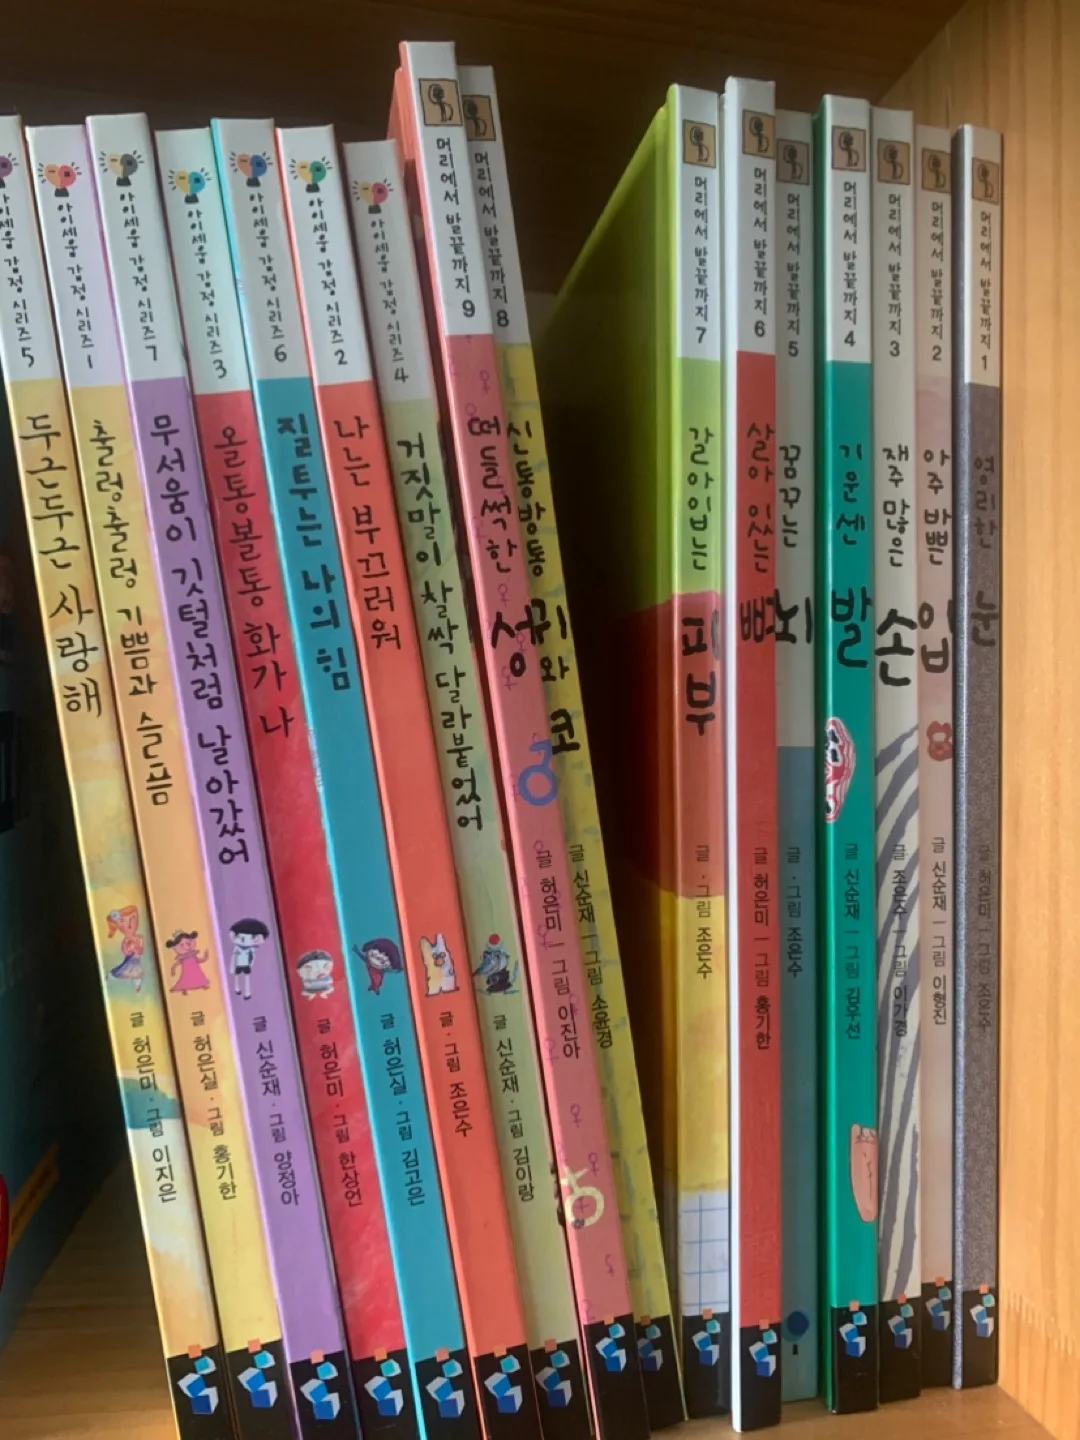 아이세움 감정 시리즈 5
두근두근 사랑해
글 허은미·그림 이지은
아이세움 감정 시리즈 1
출렁출렁 기쁨과 슬픔
글 허은실·그림 홍기한
아이세움 감정 시리즈 7
무서움이 깃털처럼 날아갔어
글 신순재·그림 양정아
아이세움 감정 시리즈 3
올통볼통 화가 나
글 허은미·그림 한상언
아이세움 감정 시리즈 6
질투는 나의 힘
글 허은실·그림 김고은
아이세움 감정 시리즈 2
나는 부끄러워
글·그림 조은수
아이세움 감정 시리즈 4
거짓말이 찰싹 달라붙었어
글 신순재·그림 김이랑
머리에서 발끝까지 9
떠들썩한 성
글 허은미 | 그림 이진아
머리에서 발끝까지 8
신통방통 귀와 코
글 신순재 | 그림 소윤경
머리에서 발끝까지 7
갈아입는 피부
글·그림 조은수
머리에서 발끝까지 6
살아 있는 뼈
글 허은미 | 그림 홍기한
머리에서 발끝까지 5
꿈꾸는 뇌
글·그림 조은수
머리에서 발끝까지 4
기운 센 발
글 신순재 | 그림 김우선
머리에서 발끝까지 3
재주 많은 손
글 조은수 | 그림 이가경
머리에서 발끝까지 2
아주 바쁜 입
글 신순재 | 그림 이형진
머리에서 발끝까지 1
영리한 눈
글 허은미 | 그림 조은수